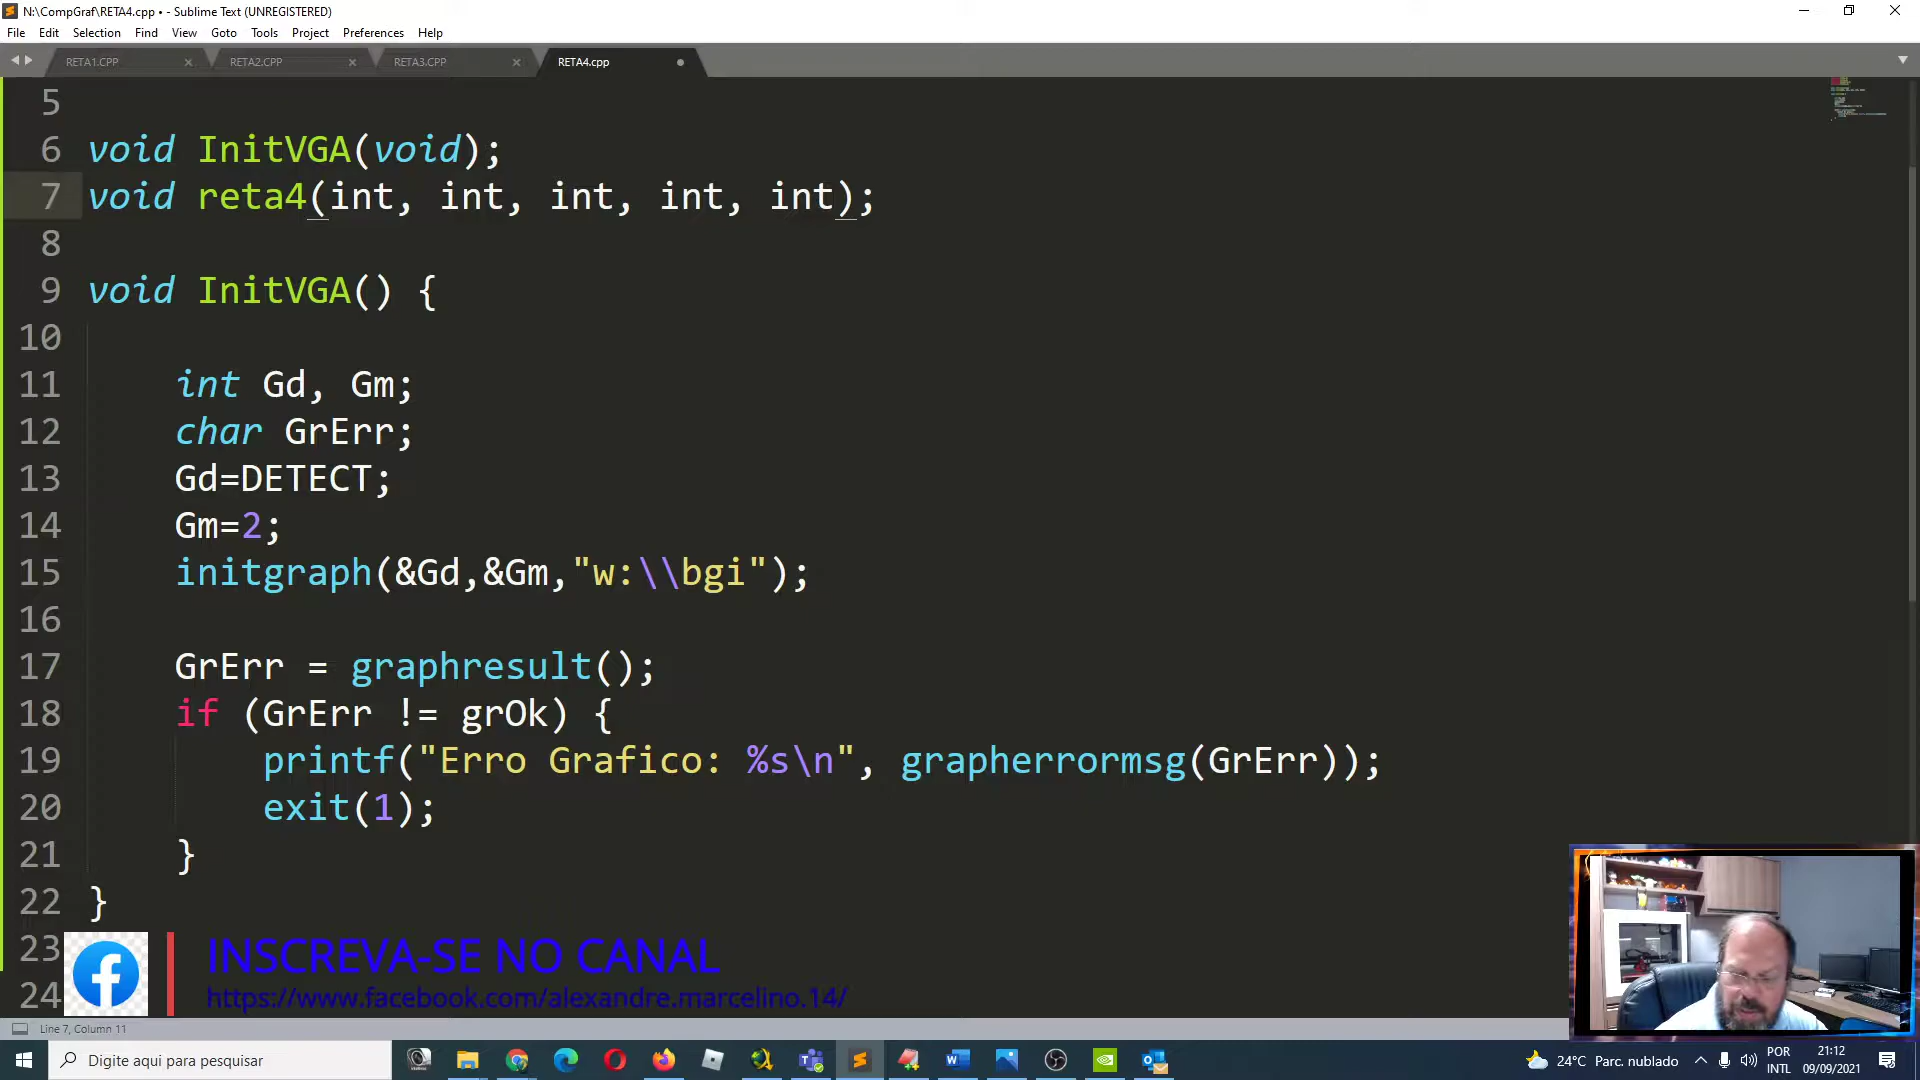 N:\CompGraf\RETA4.cpp • - Sublime Text (UNREGISTERED)
File Edit Selection Find View Goto Tools Project Preferences Help
RETA1.CPP RETA2.CPP RETA3.CPP RETA4.cpp
5
6 void InitVGA(void);
7 void reta4(int, int, int, int, int);
8
9 void InitVGA() {
10
11 int Gd, Gm;
12 char GrErr;
13 Gd=DETECT;
14 Gm=2;
15 initgraph(&Gd,&Gm,"w:\\bgi");
16
17 GrErr = graphresult();
18 if (GrErr != grOk) {
19 printf("Erro Grafico: %s\n", grapherrormsg(GrErr));
20 exit(1);
21 }
22 }
23
INSCREVA-SE NO CANAL
24
https://www.facebook.com/alexandre.marcelino.14/
Line 7, Column 11
Digite aqui para pesquisar
24°C Parc. nublado
POR
INTL
21:12
09/09/2021